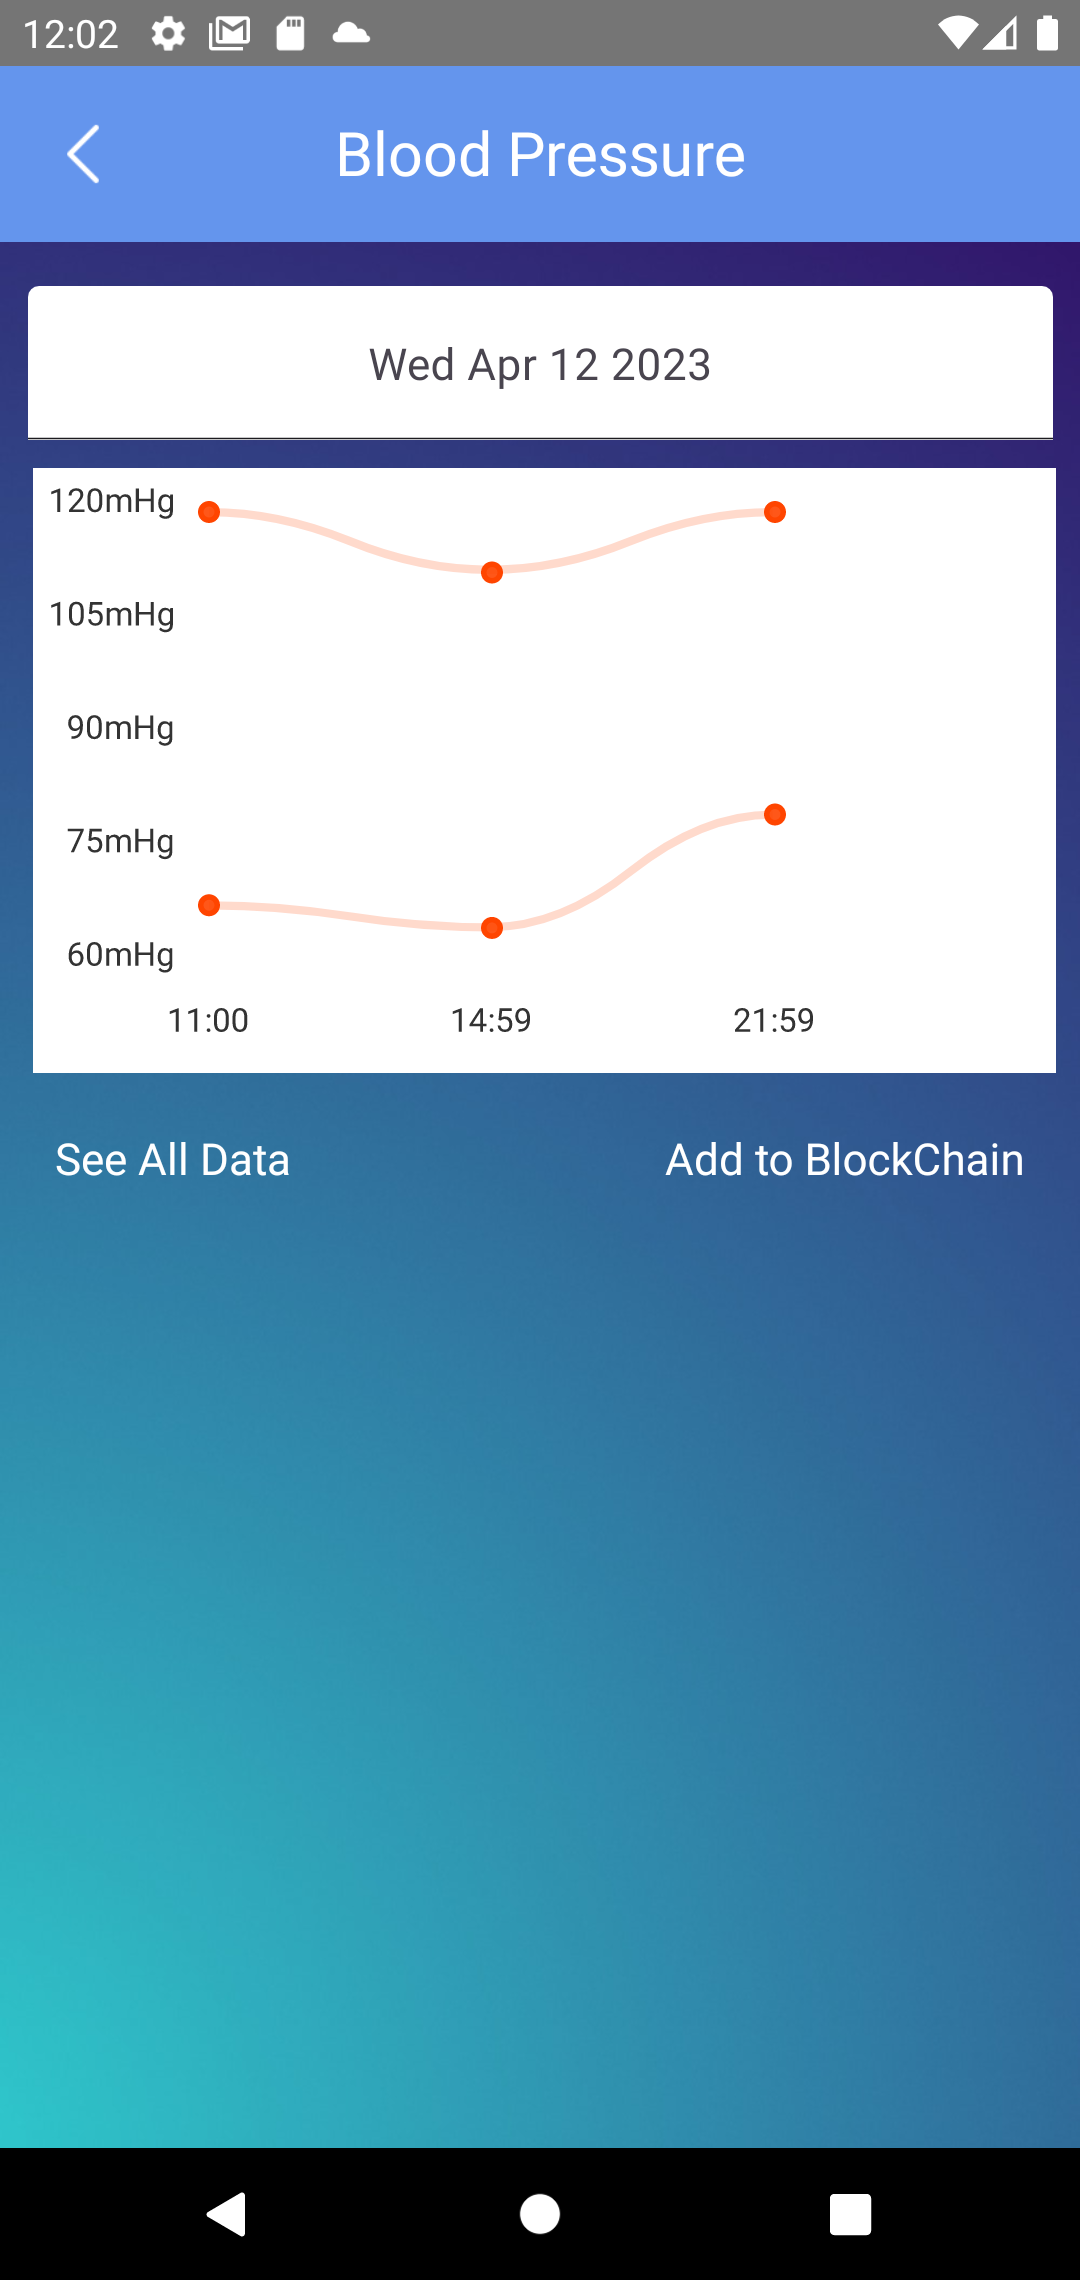 12:02
Blood Pressure
Wed Apr 12 2023
120mHg
105mHg
90mHg
75mHg
60mHg
11:00 14:59 21:59
See All Data Add to BlockChain